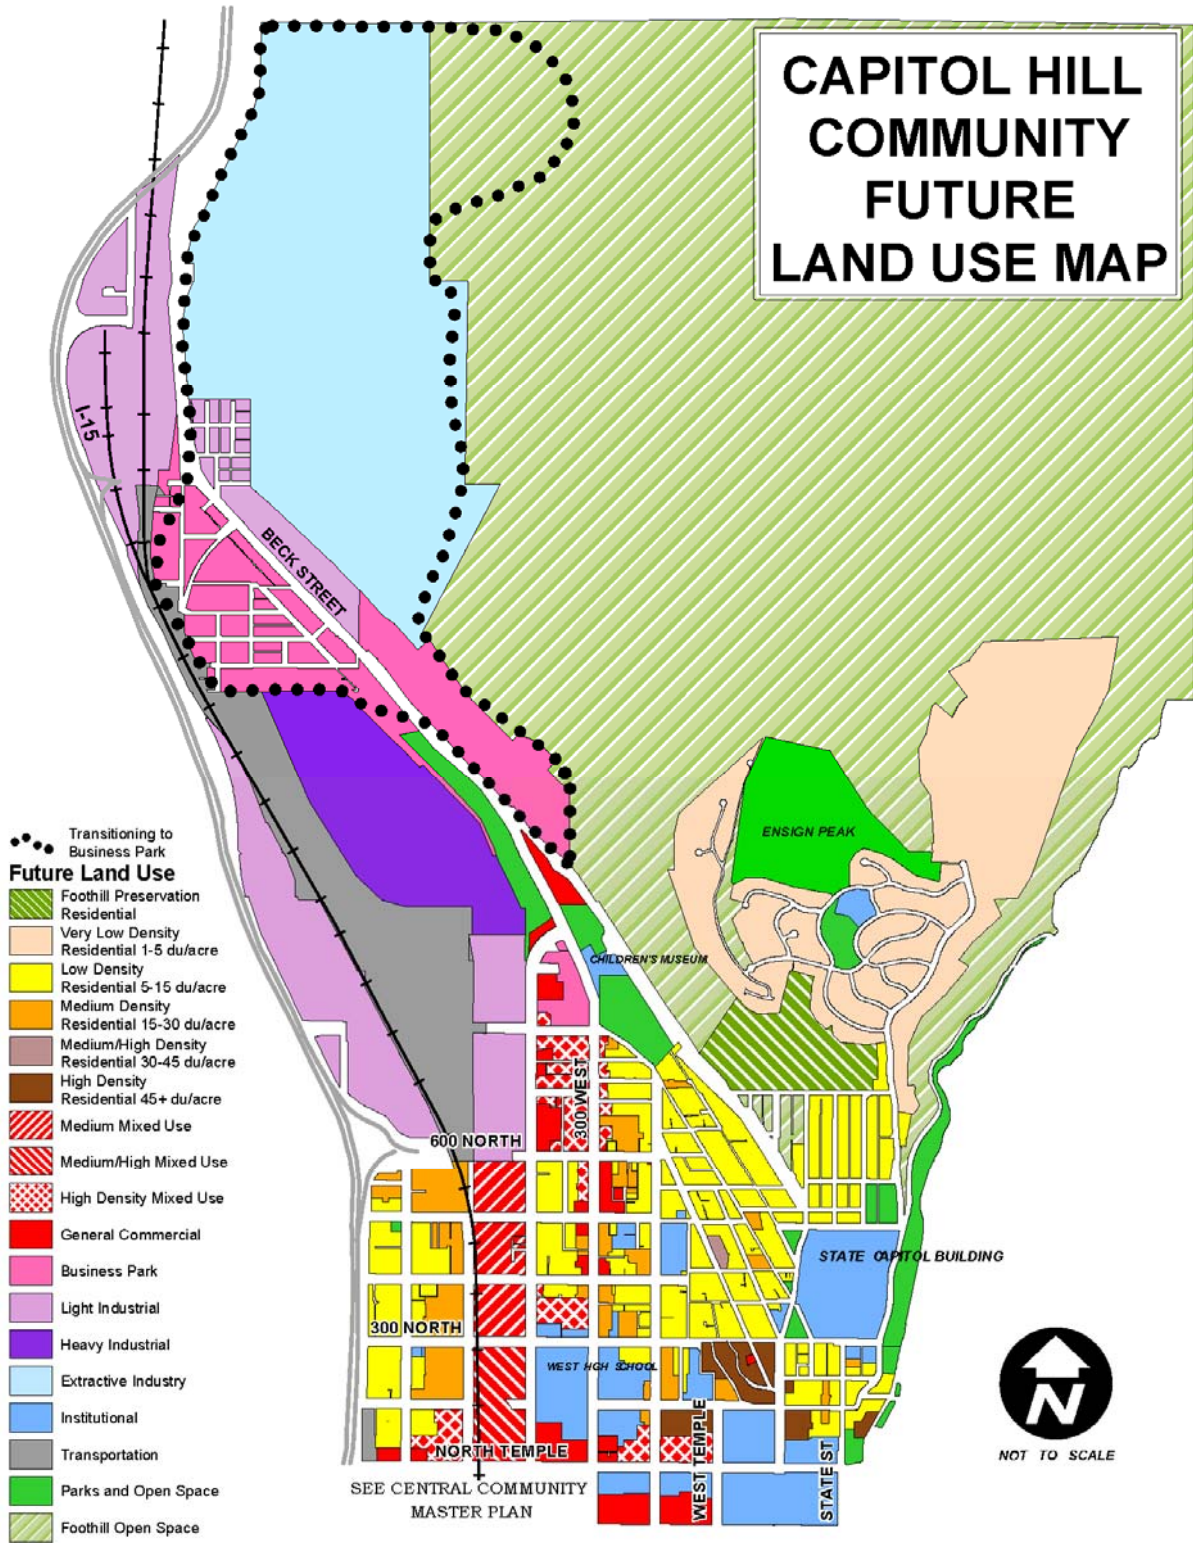 CAPITOL HILL
COMMUNITY
FUTURE
LAND USE MAP
I-15
BECK STREET
ENSIGN PEAK
CHILDREN'S MUSEUM
300 WEST
600 NORTH
STATE CAPITOL BUILDING
300 NORTH
WEST HGH SCHOOL
NORTH TEMPLE
WEST TEMPLE
STATE ST
SEE CENTRAL COMMUNITY
MASTER PLAN
N
NOT TO SCALE
Transitioning to
Business Park
Future Land Use
Foothill Preservation
Residential
Very Low Density
Residential 1-5 du/acre
Low Density
Residential 5-15 du/acre
Medium Density
Residential 15-30 du/acre
Medium/High Density
Residential 30-45 du/acre
High Density
Residential 45+ du/acre
Medium Mixed Use
Medium/High Mixed Use
High Density Mixed Use
General Commercial
Business Park
Light Industrial
Heavy Industrial
Extractive Industry
Institutional
Transportation
Parks and Open Space
Foothill Open Space